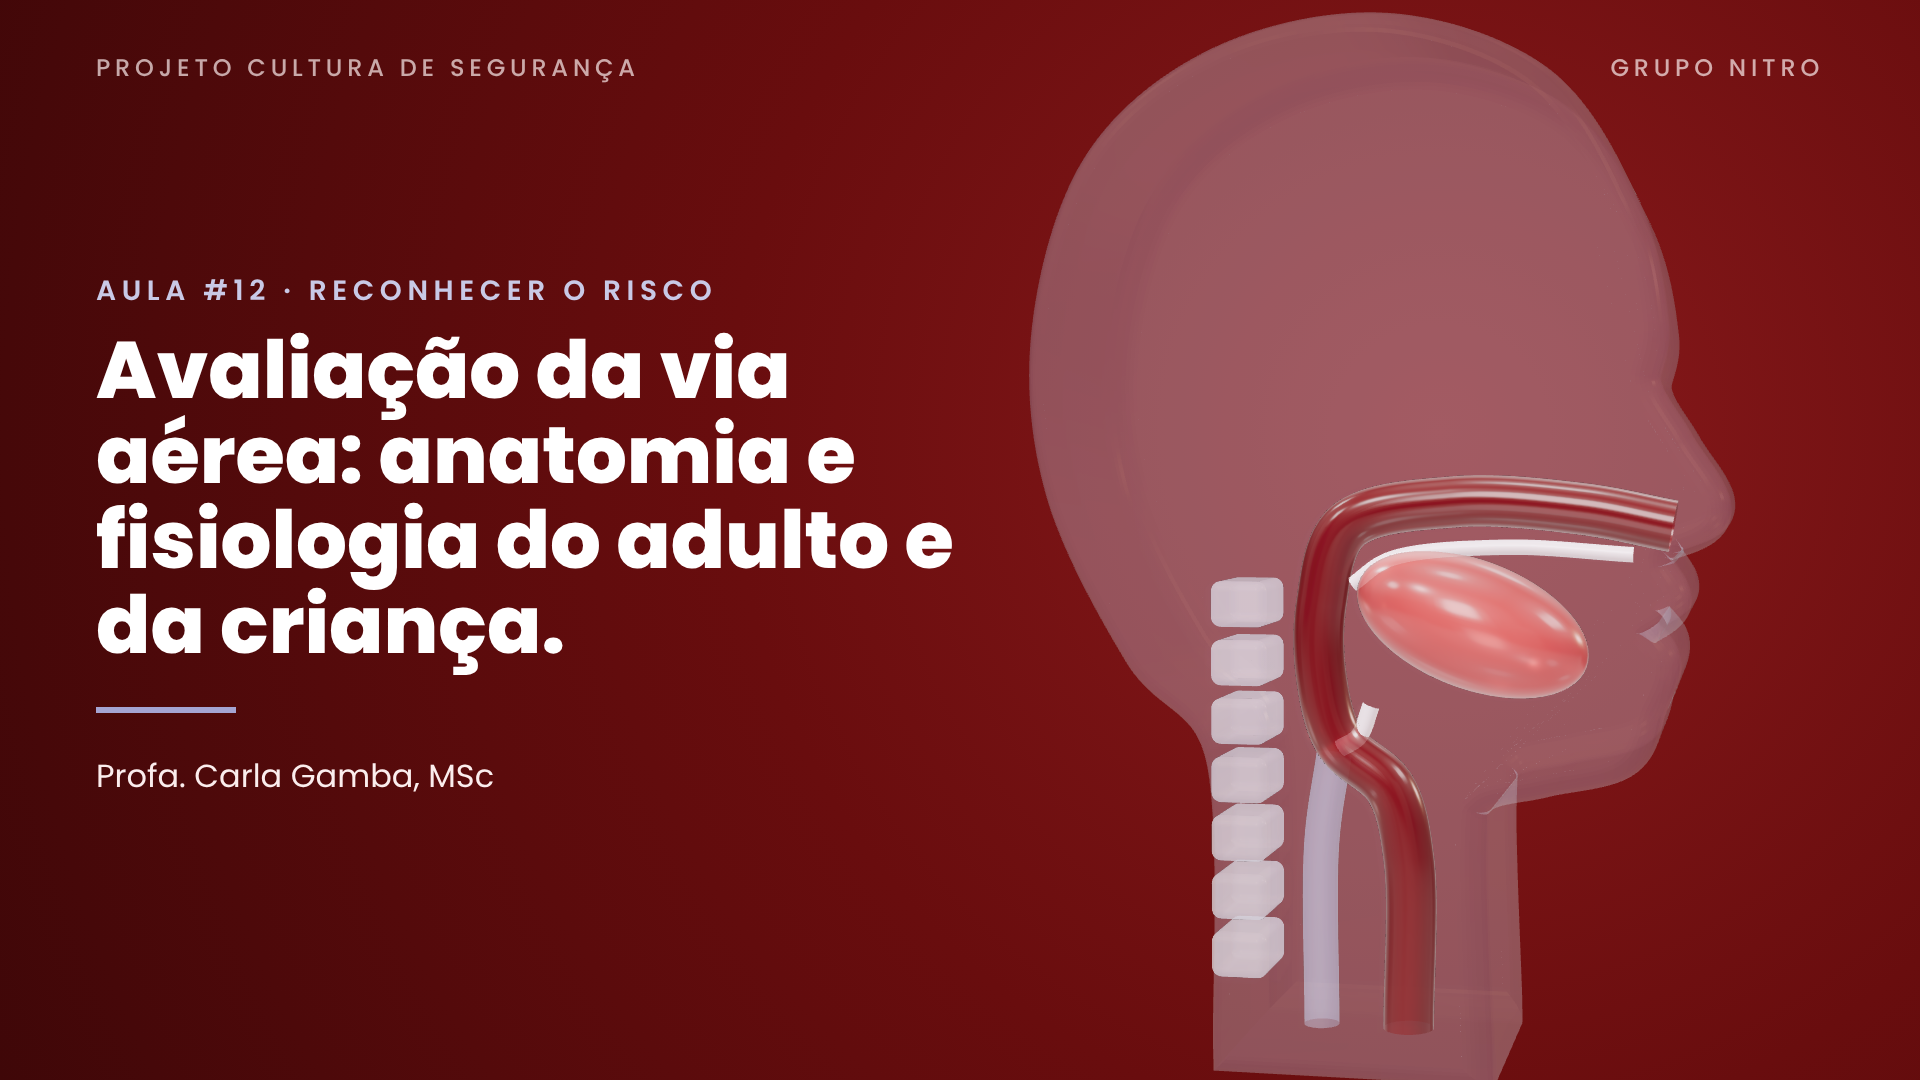 PROJETO CULTURA DE SEGURANÇA
GRUPO NITRO
AULA #12 · RECONHECER O RISCO
Avaliação da via
aérea: anatomia e
fisiologia do adulto e
da criança.
Profa. Carla Gamba, MSc